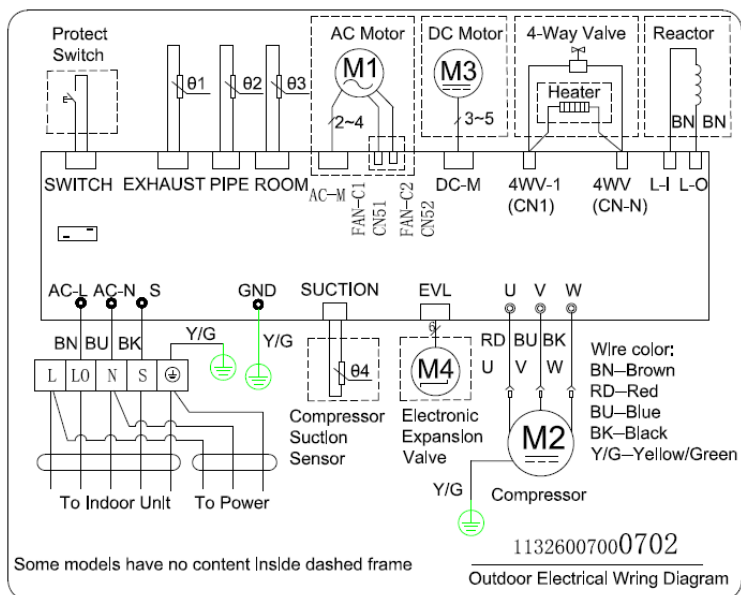 Protect
Switch
θ1
θ2
θ3
AC Motor
M1
2~4
DC Motor
M3
3~5
4-Way Valve
Heater
Reactor
BN BN
SWITCH EXHAUST PIPE ROOM
AC-M
FAN-C1
CN51
FAN-C2
CN52
DC-M
4WV-1
(CN1)
4WV
(CN-N)
L-I L-O
AC-L AC-N S
GND
SUCTION
EVL
U V W
BN BU BK
Y/G
Y/G
6
RD BU BK
U V W
L LO N S
θ4
M4
Compressor
Suction
Sensor
Electronic
Expansion
Valve
M2
Y/G
Compressor
Wire color:
BN—Brown
RD—Red
BU—Blue
BK—Black
Y/G—Yellow/Green
To Indoor Unit
To Power
Some models have no content inside dashed frame
11326007000702
Outdoor Electrical Wiring Diagram